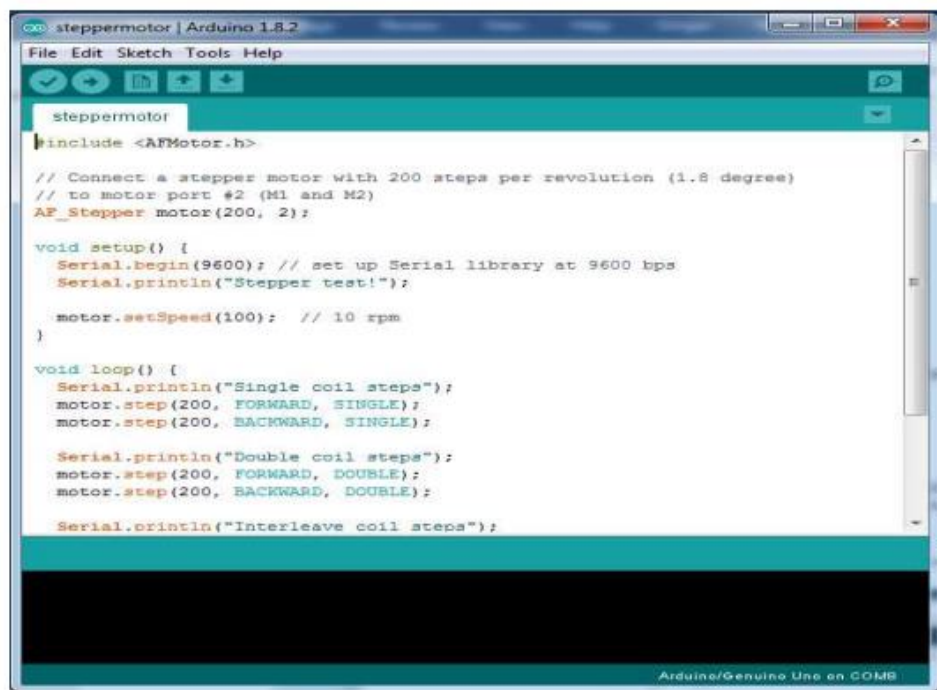 steppermotor | Arduino 1.8.2
File Edit Sketch Tools Help
steppermotor
#include <AFMotor.h>
// Connect a stepper motor with 200 steps per revolution (1.8 degree)
// to motor port #2 (M1 and M2)
AF_Stepper motor(200, 2);
void setup() {
Serial.begin(9600); // set up Serial library at 9600 bps
Serial.println("Stepper test!");
motor.setSpeed(100); // 10 rpm
}
void loop() {
Serial.println("Single coil steps");
motor.step(200, FORWARD, SINGLE);
motor.step(200, BACKWARD, SINGLE);
Serial.println("Double coil steps");
motor.step(200, FORWARD, DOUBLE);
motor.step(200, BACKWARD, DOUBLE);
Serial.println("Interleave coil steps");
Arduino/Genuino Uno on COM8